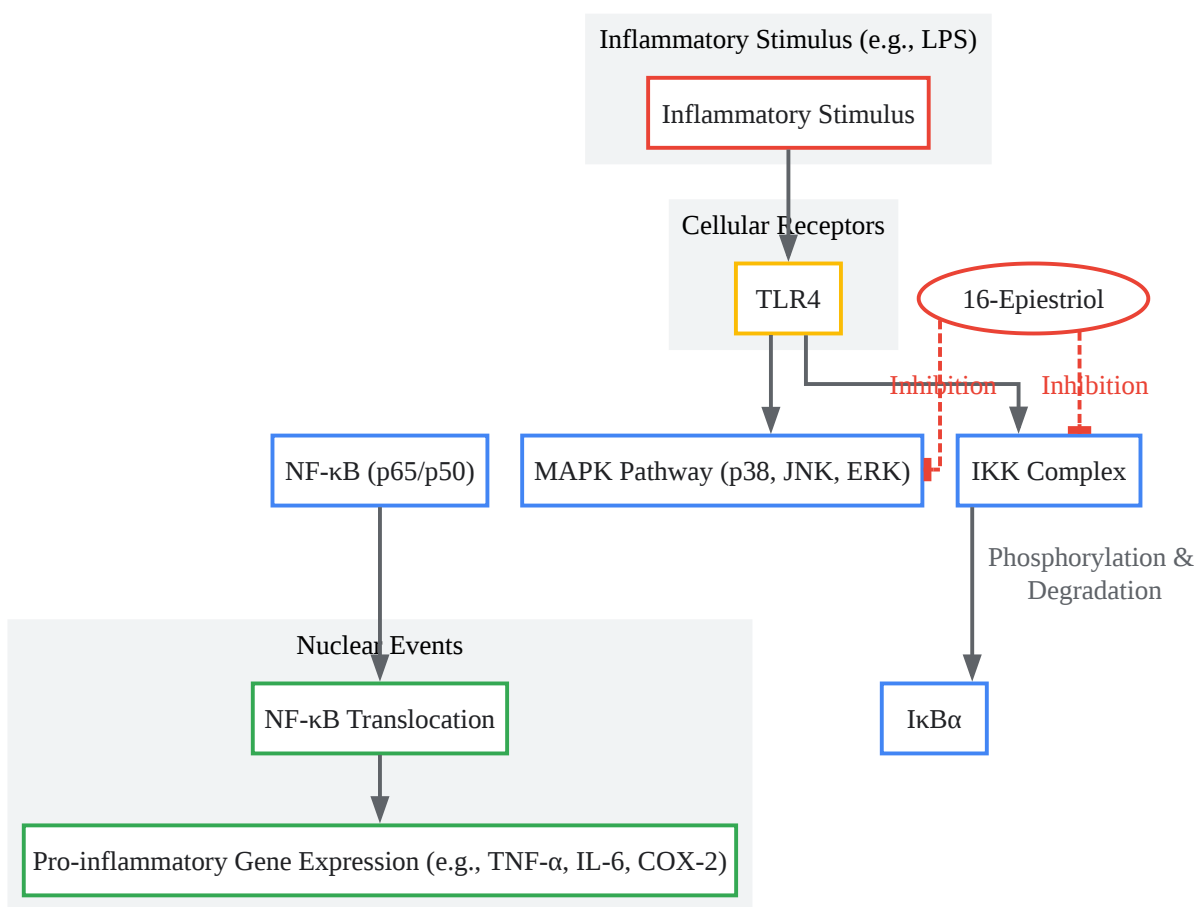 Inflammatory Stimulus (e.g., LPS)
Inflammatory Stimulus
Cellular Receptors
TLR4
16-Epiestriol
Inhibition
Inhibition
NF-κB (p65/p50)
MAPK Pathway (p38, JNK, ERK)
IKK Complex
Phosphorylation &
Degradation
Nuclear Events
NF-κB Translocation
IκBα
Pro-inflammatory Gene Expression (e.g., TNF-α, IL-6, COX-2)